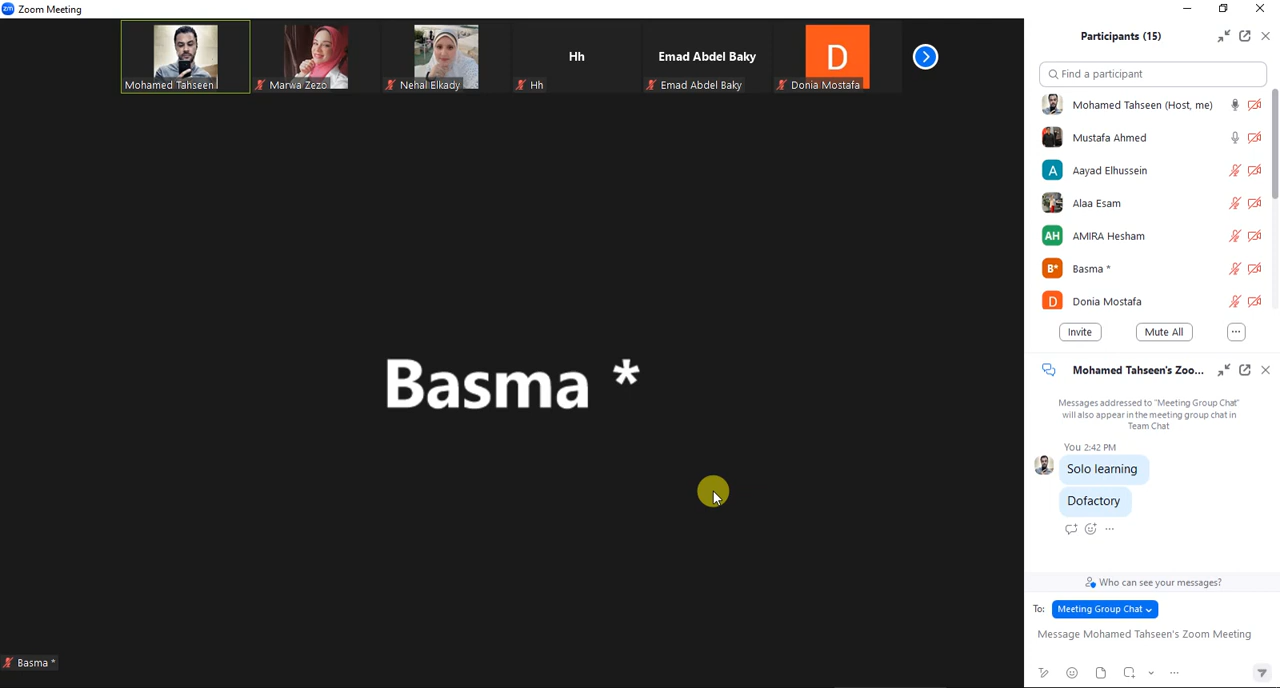 zm Zoom Meeting
Mohamed Tahseen
Marwa Zezo
Nehal Elkady
Hh
Hh
Emad Abdel Baky
Emad Abdel Baky
D
Donia Mostafa
Basma *
Basma *
Participants (15)
Find a participant
Mohamed Tahseen (Host, me)
Mustafa Ahmed
A Aayad Elhussein
Alaa Esam
AH AMIRA Hesham
B* Basma *
D Donia Mostafa
Invite Mute All ...
Mohamed Tahseen's Zoo...
Messages addressed to "Meeting Group Chat"
will also appear in the meeting group chat in
Team Chat
You 2:42 PM
Solo learning
Dofactory
Who can see your messages?
To: Meeting Group Chat
Message Mohamed Tahseen's Zoom Meeting